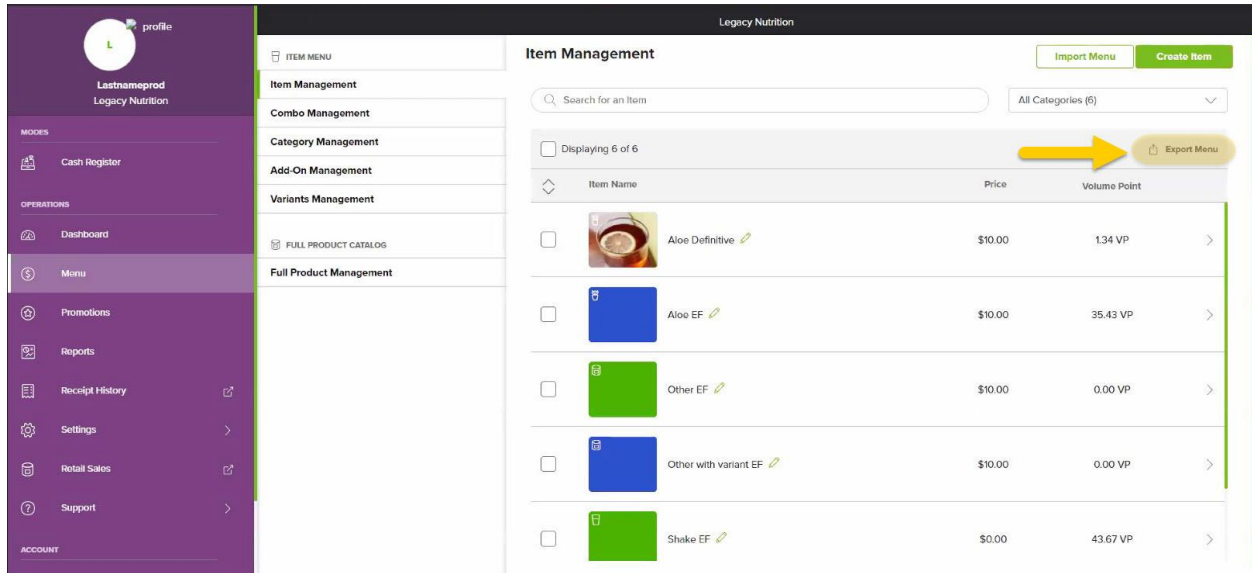 profile
L
Lastnameprod
Legacy Nutrition
MODES
Cash Register
OPERATIONS
Dashboard
Menu
Promotions
Reports
Receipt History
Settings
Retail Sales
Support
ACCOUNT
Legacy Nutrition
ITEM MENU
Item Management
Combo Management
Category Management
Add-On Management
Variants Management
FULL PRODUCT CATALOG
Full Product Management
Item Management
Import Menu
Create Item
Search for an Item
All Categories (6)
Displaying 6 of 6
Export Menu
Item Name Price Volume Point
Aloe Definitive $10.00 1.34 VP
Aloe EF $10.00 35.43 VP
Other EF $10.00 0.00 VP
Other with variant EF $10.00 0.00 VP
Shake EF $0.00 43.67 VP